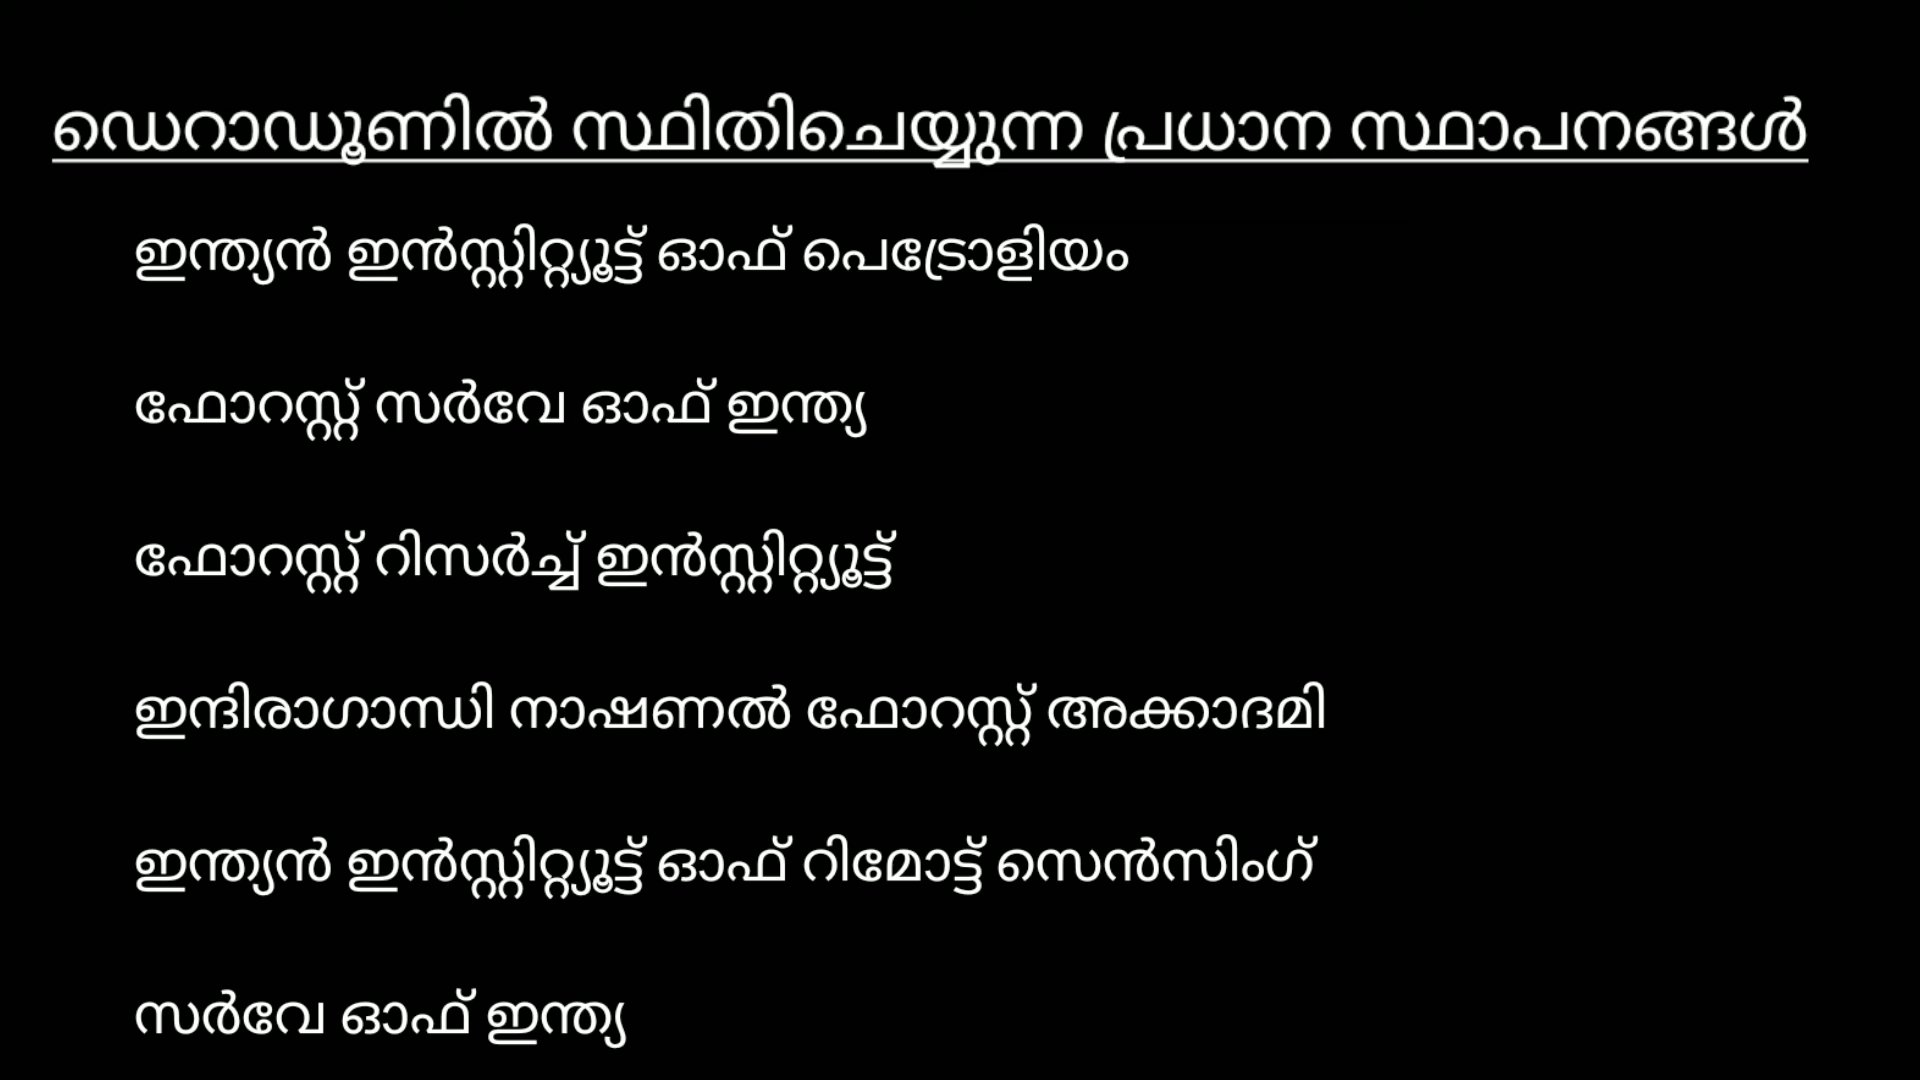 ഡെറാഡൂണിൽ സ്ഥിതിചെയ്യുന്ന പ്രധാന സ്ഥാപനങ്ങൾ
ഇന്ത്യൻ ഇൻസ്റ്റിറ്റ്യൂട്ട് ഓഫ് പെട്രോളിയം
ഫോറസ്റ്റ് സർവേ ഓഫ് ഇന്ത്യ
ഫോറസ്റ്റ് റിസർച്ച് ഇൻസ്റ്റിറ്റ്യൂട്ട്
ഇന്ദിരാഗാന്ധി നാഷണൽ ഫോറസ്റ്റ് അക്കാദമി
ഇന്ത്യൻ ഇൻസ്റ്റിറ്റ്യൂട്ട് ഓഫ് റിമോട്ട് സെൻസിംഗ്
സർവേ ഓഫ് ഇന്ത്യ